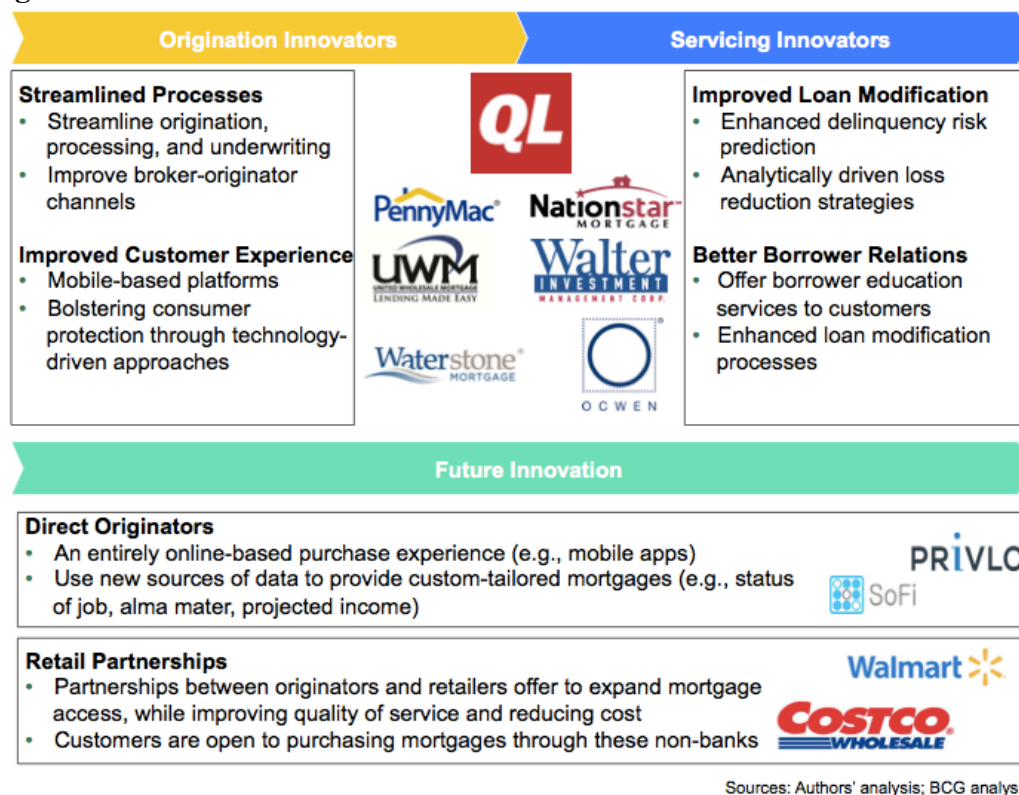 Origination Innovators
Servicing Innovators
Streamlined Processes
• Streamline origination,
processing, and underwriting
• Improve broker-originator
channels
Improved Customer Experience
• Mobile-based platforms
• Bolstering consumer
protection through technology-
driven approaches
QL
PennyMac®
Nationstar
MORTGAGE
UWM
UNITED WHOLESALE MORTGAGE
LENDING MADE EASY
Walter
INVESTMENT
MANAGEMENT CORP.
Waterstone®
MORTGAGE
OCWEN
Improved Loan Modification
• Enhanced delinquency risk
prediction
• Analytically driven loss
reduction strategies
Better Borrower Relations
• Offer borrower education
services to customers
• Enhanced loan modification
processes
Future Innovation
Direct Originators
• An entirely online-based purchase experience (e.g., mobile apps)
• Use new sources of data to provide custom-tailored mortgages (e.g., status
of job, alma mater, projected income)
PRiVLO
SoFi
Retail Partnerships
• Partnerships between originators and retailers offer to expand mortgage
access, while improving quality of service and reducing cost
• Customers are open to purchasing mortgages through these non-banks
Walmart
COSTCO
WHOLESALE
Sources: Authors' analysis; BCG analys